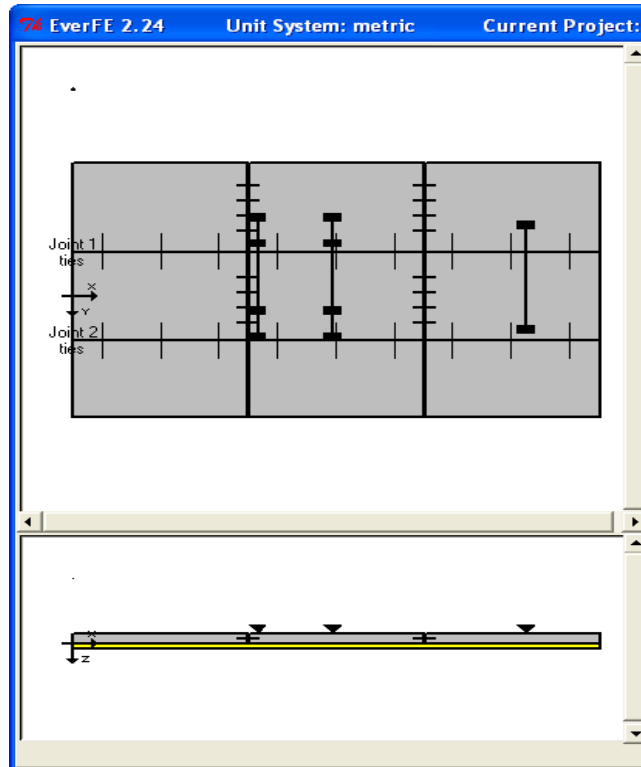 EverFE 2.24 Unit System: metric Current Project:
Joint 1
ties
X
Y
Joint 2
ties
X
Z